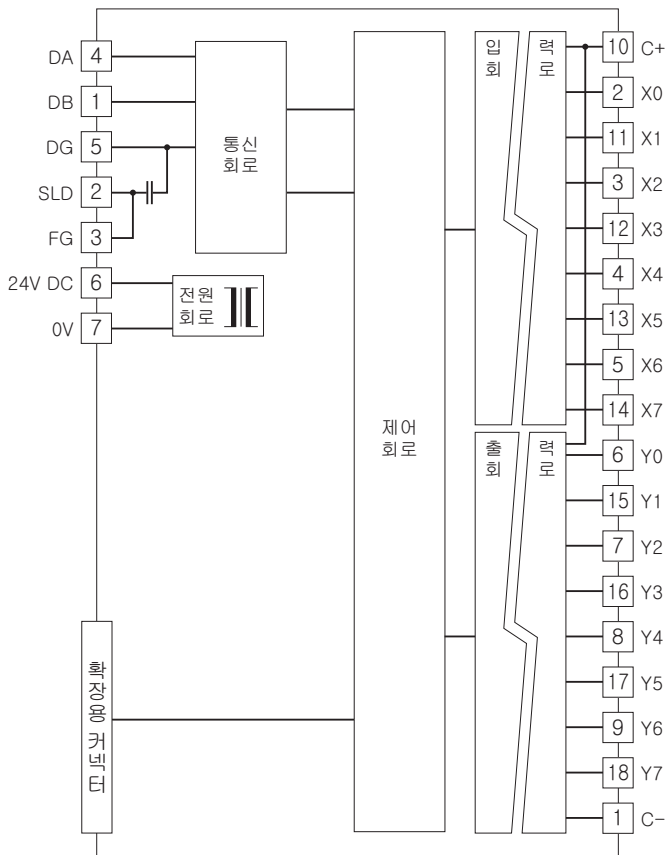 DA 4
DB 1
DG 5
SLD 2
FG 3
24V DC 6
0V 7
통신
회로
전원
회로
확장용 커넥터
제어
회로
입력
회로
출력
회로
10 C+
2 X0
11 X1
3 X2
12 X3
4 X4
13 X5
5 X6
14 X7
6 Y0
15 Y1
7 Y2
16 Y3
8 Y4
17 Y5
9 Y6
18 Y7
1 C−